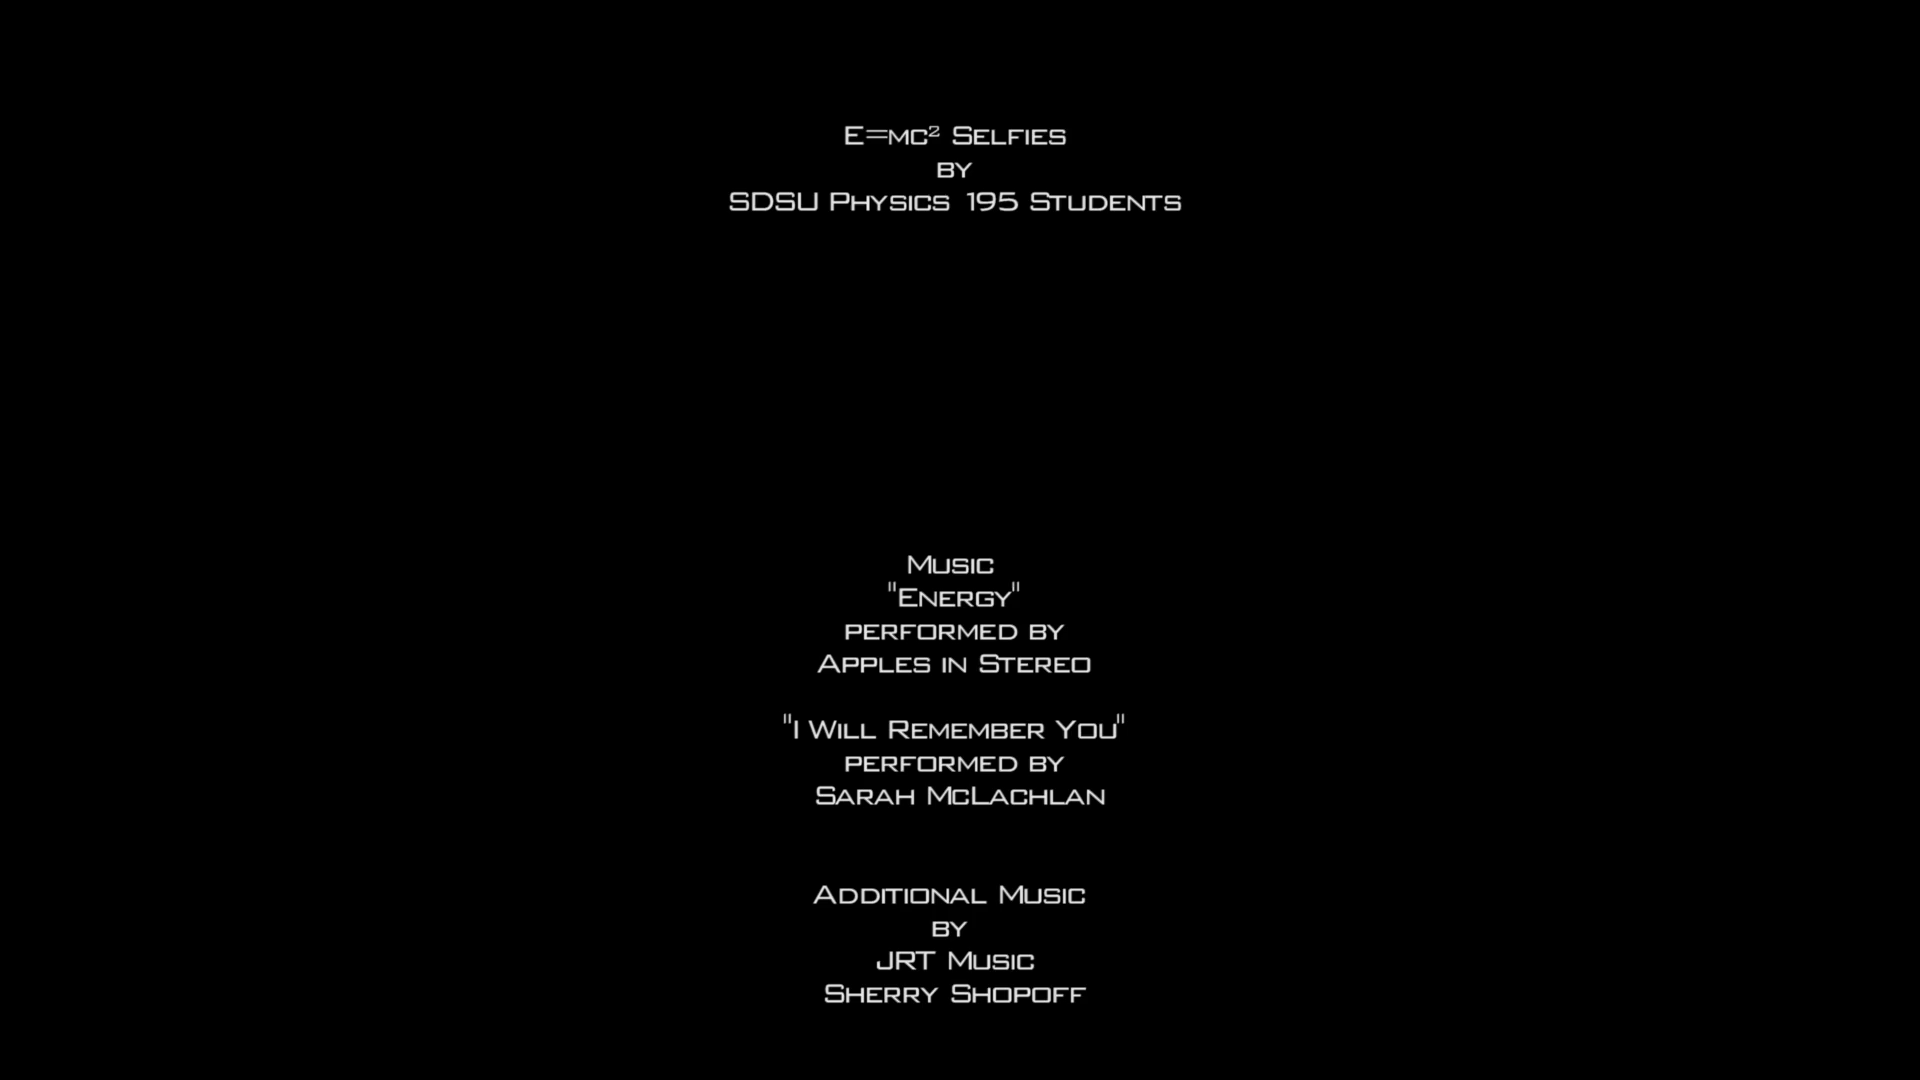 E=mc² Selfies
by
SDSU Physics 195 Students
Music
"Energy"
performed by
Apples in Stereo
"I Will Remember You"
performed by
Sarah McLachlan
Additional Music
by
JRT Music
Sherry Shopoff